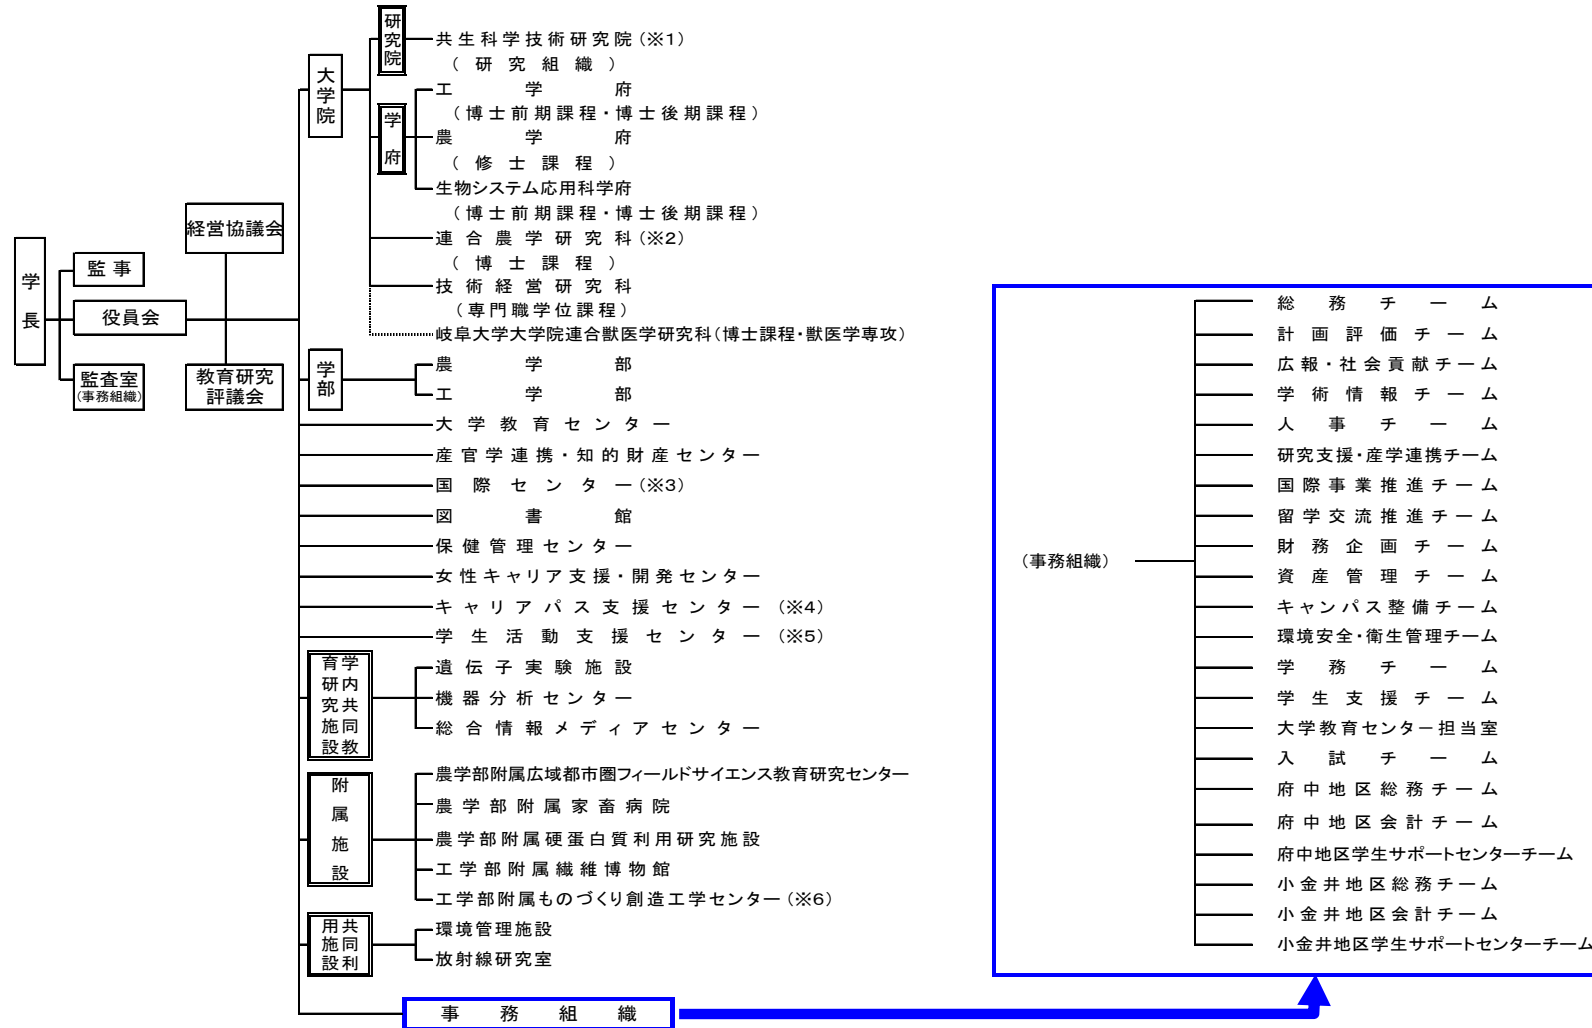 学長
監事
役員会
監査室
(事務組織)
経営協議会
教育研究
評議会
大学院
研究院
共生科学技術研究院(※1)
(研究組織)
学府
工学府
(博士前期課程・博士後期課程)
農学府
(修士課程)
生物システム応用科学府
(博士前期課程・博士後期課程)
連合農学研究科(※2)
(博士課程)
技術経営研究科
(専門職学位課程)
岐阜大学大学院連合獣医学研究科(博士課程・獣医学専攻)
学部
農学部
工学部
大学教育センター
産官学連携・知的財産センター
国際センター(※3)
図書館
保健管理センター
女性キャリア支援・開発センター
キャリアパス支援センター(※4)
学生活動支援センター(※5)
学内共同教
育研究施設
遺伝子実験施設
機器分析センター
総合情報メディアセンター
附属施設
農学部附属広域都市圏フィールドサイエンス教育研究センター
農学部附属家畜病院
農学部附属硬蛋白質利用研究施設
工学部附属繊維博物館
工学部附属ものづくり創造工学センター(※6)
共同利
用施設
環境管理施設
放射線研究室
事務組織
(事務組織)
総務チーム
計画評価チーム
広報・社会貢献チーム
学術情報チーム
人事チーム
研究支援・産学連携チーム
国際事業推進チーム
留学交流推進チーム
財務企画チーム
資産管理チーム
キャンパス整備チーム
環境安全・衛生管理チーム
学務チーム
学生支援チーム
大学教育センター担当室
入試チーム
府中地区総務チーム
府中地区会計チーム
府中地区学生サポートセンターチーム
小金井地区総務チーム
小金井地区会計チーム
小金井地区学生サポートセンターチーム